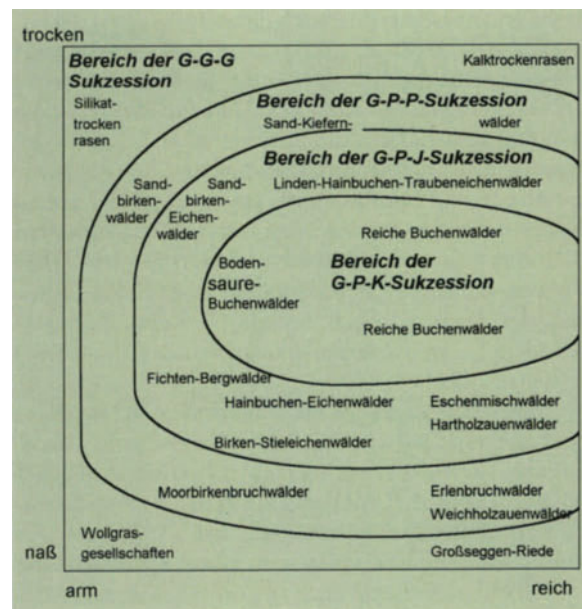 trocken
Bereich der G-G-G
Sukzession
Kalktrockenrasen
Silikat-
trocken
rasen
Bereich der G-P-P-Sukzession
Sand-Kiefern- wälder
Bereich der G-P-J-Sukzession
Sand-
birken-
wälder
Sand-
birken-
Eichen-
wälder
Linden-Hainbuchen-Traubeneichenwälder
Reiche Buchenwälder
Boden-
saure-
Buchenwälder
Bereich der
G-P-K-Sukzession
Reiche Buchenwälder
Fichten-Bergwälder
Hainbuchen-Eichenwälder
Eschenmischwälder
Hartholzauenwälder
Birken-Stieleichenwälder
Moorbirkenbruchwälder
Erlenbruchwälder
Weichholzauenwälder
Wollgras-
gesellschaften
Großseggen-Riede
naß
arm
reich